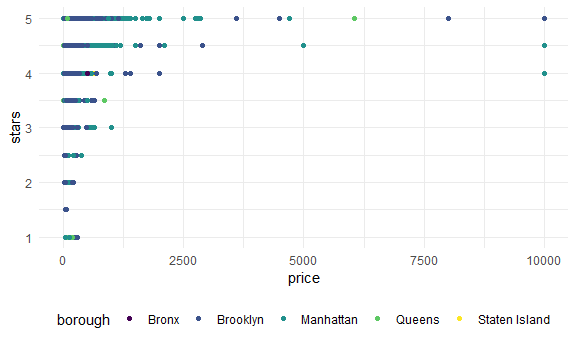 5
4
3
2
1
stars
0 2500 5000 7500 10000
price
borough Bronx Brooklyn Manhattan Queens Staten Island